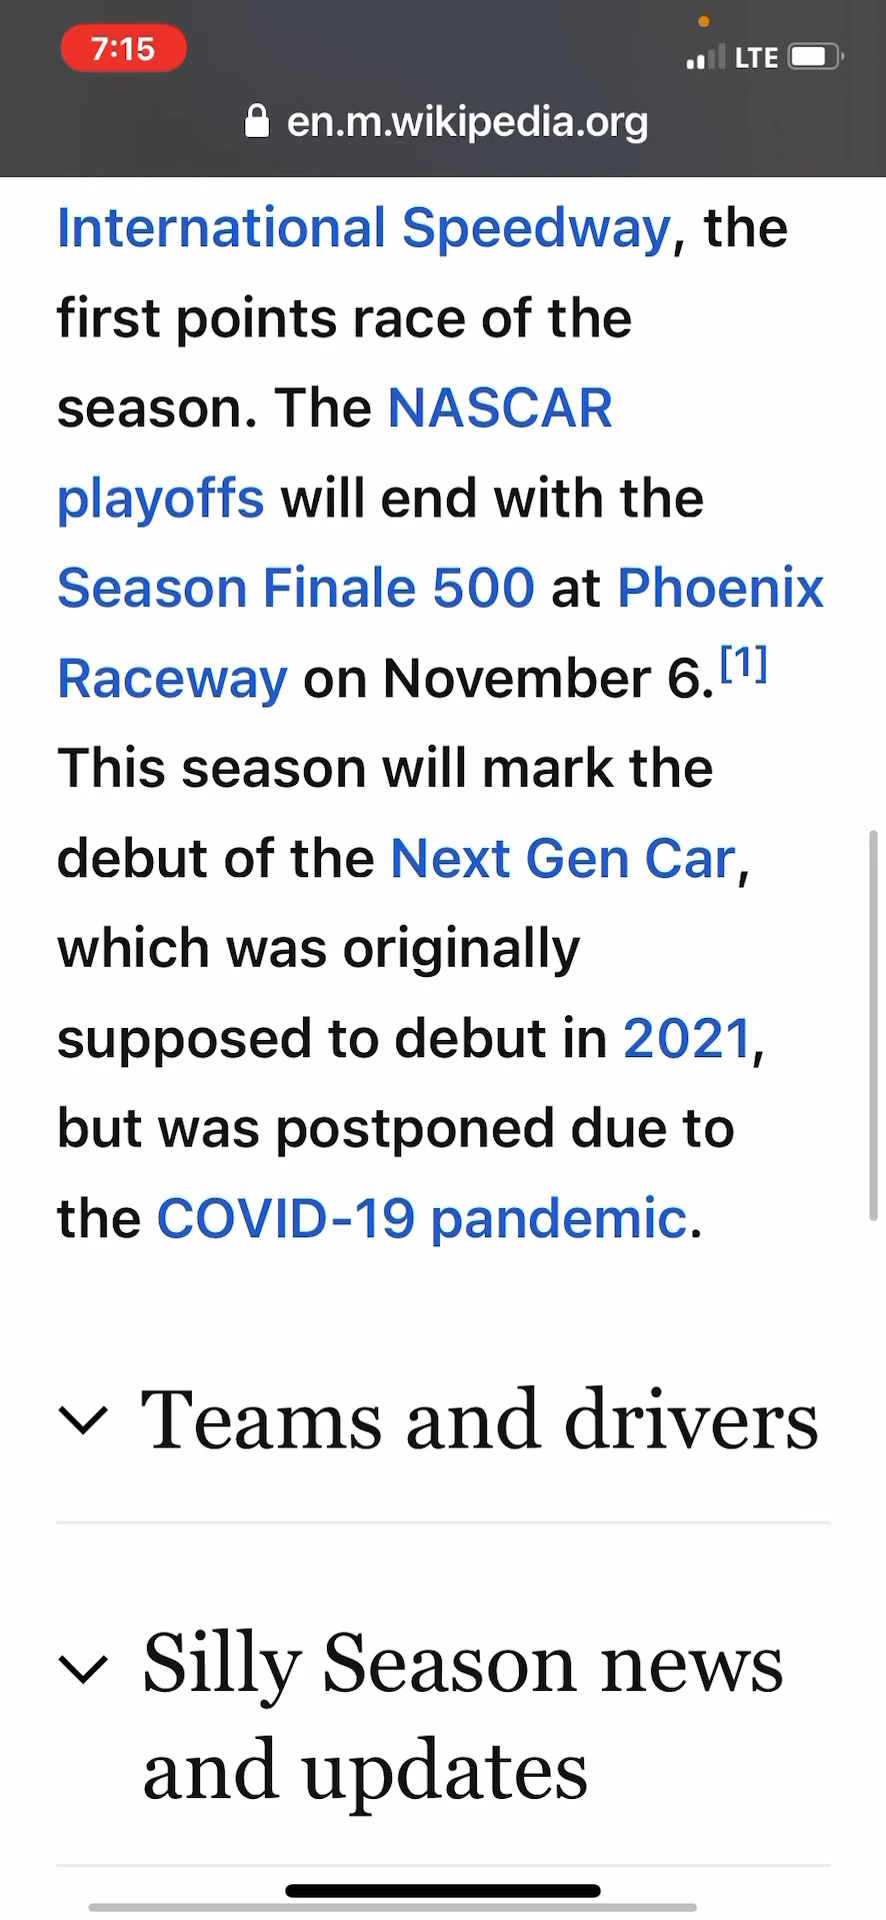 7:15
LTE
en.m.wikipedia.org
International Speedway, the
first points race of the
season. The NASCAR
playoffs will end with the
Season Finale 500 at Phoenix
Raceway on November 6.[1]
This season will mark the
debut of the Next Gen Car,
which was originally
supposed to debut in 2021,
but was postponed due to
the COVID-19 pandemic.
Teams and drivers
Silly Season news
and updates